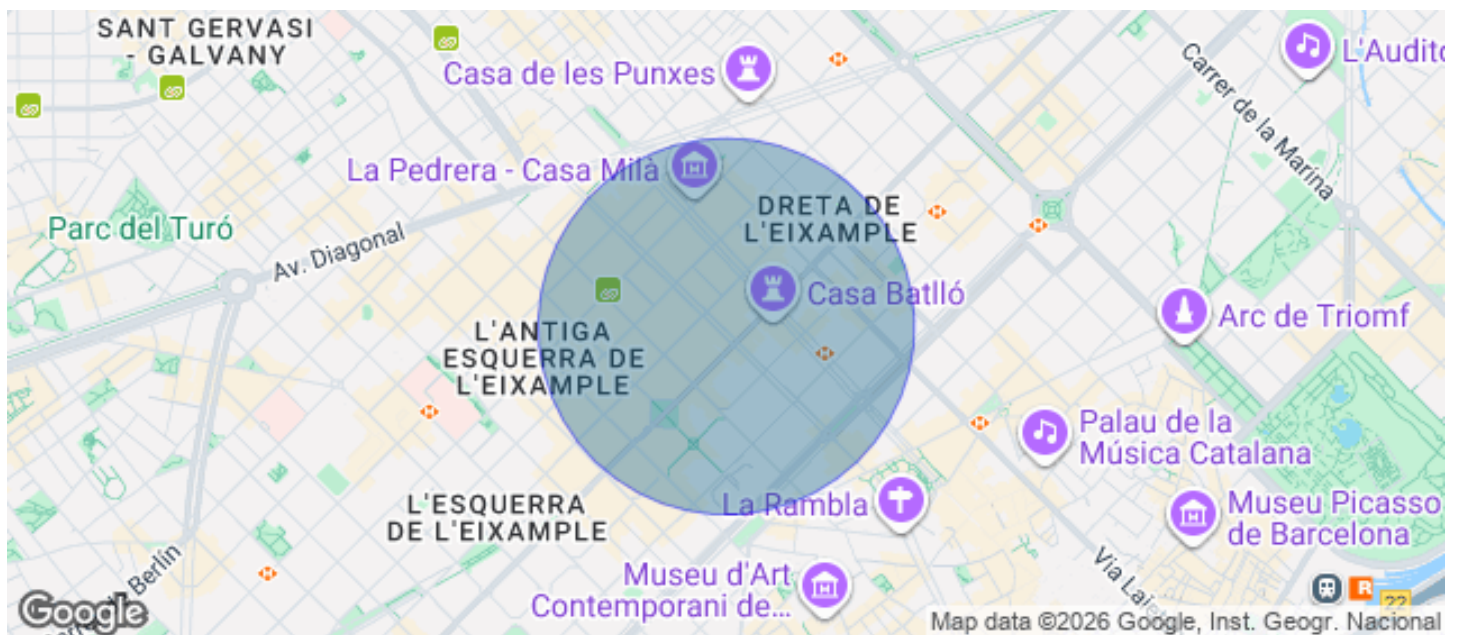 SANT GERVASI
- GALVANY
Casa de les Punxes
L'Audito
Carrer de la Marina
La Pedrera - Casa Milà
DRETA DE
L'EIXAMPLE
Parc del Turó
Av. Diagonal
Casa Batlló
Arc de Triomf
L'ANTIGA
ESQUERRA DE
L'EIXAMPLE
Palau de la
Música Catalana
L'ESQUERRA
DE L'EIXAMPLE
La Rambla
Museu Picasso
de Barcelona
Berlín
Museu d'Art
Contemporani de...
Via Laie
R
22
Google
Map data ©2026 Google, Inst. Geogr. Nacional